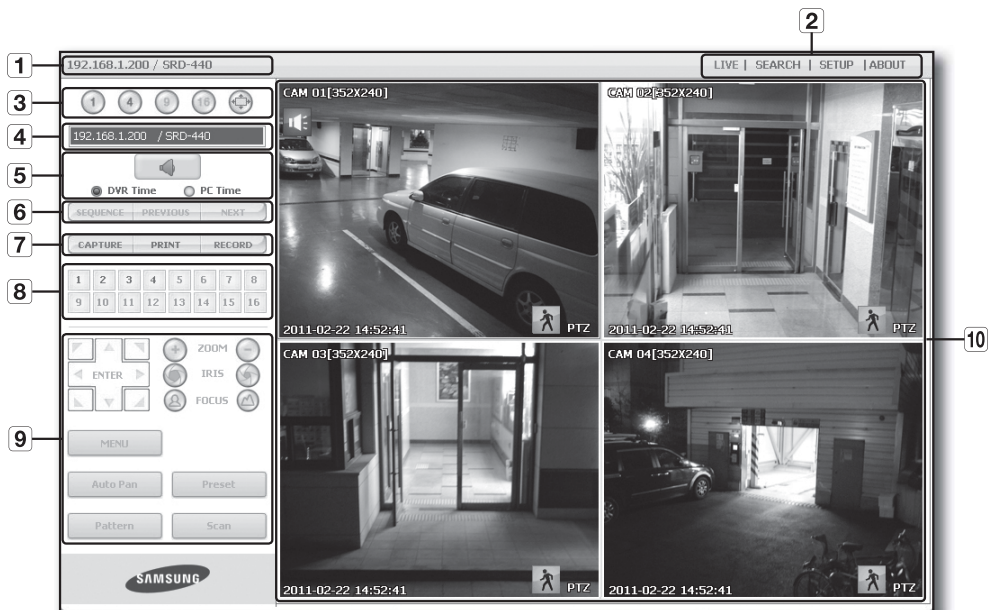 2
1
192.168.1.200 / SRD-440
LIVE | SEARCH | SETUP | ABOUT
3
1 4 9 16
4
192.168.1.200 / SRD-440
5
DVR Time PC Time
6
SEQUENCE PREVIOUS NEXT
7
CAPTURE PRINT RECORD
8
1 2 3 4 5 6 7 8
9 10 11 12 13 14 15 16
9
ZOOM
ENTER IRIS
FOCUS
MENU
Auto Pan Preset
Pattern Scan
SAMSUNG
CAM 01[352X240]
2011-02-22 14:52:41 PTZ
CAM 02[352X240]
2011-02-22 14:52:41 PTZ
CAM 03[352X240]
2011-02-22 14:52:41 PTZ
CAM 04[352X240]
2011-02-22 14:52:41 PTZ
10